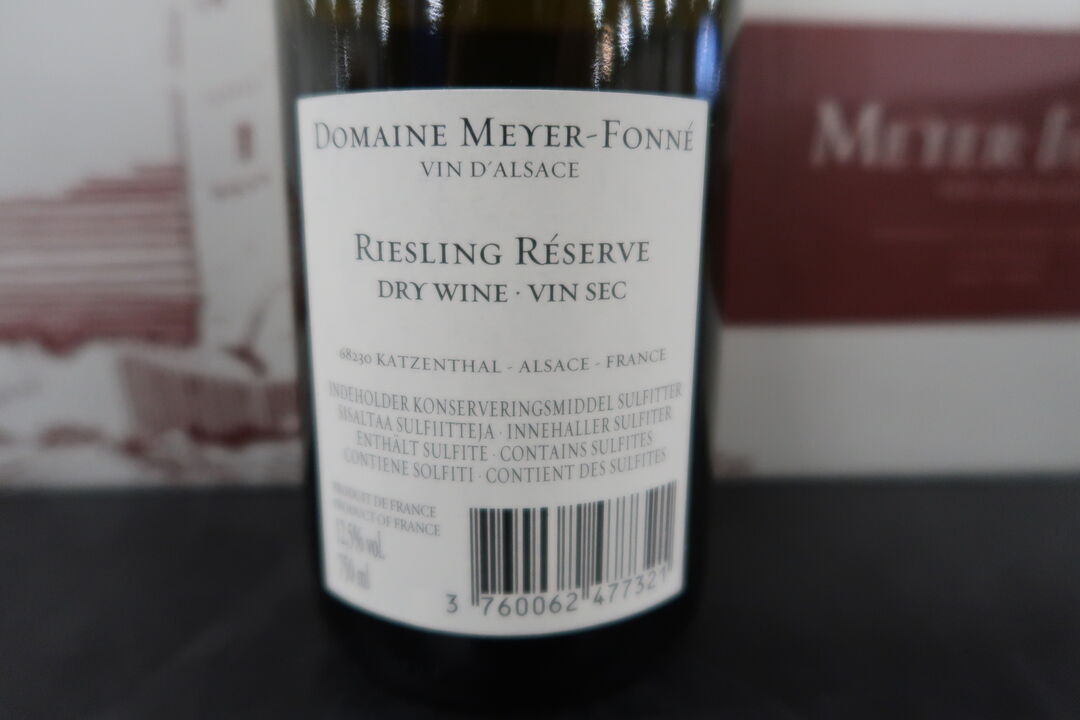 DOMAINE MEYER-FONNÉ
VIN D'ALSACE
RIESLING RÉSERVE
DRY WINE · VIN SEC
68230 KATZENTHAL - ALSACE - FRANCE
INDEHOLDER KONSERVERINGSMIDDEL SULFITTER
SISALTAA SULFIITTEJA · INNEHALLER SULFITER
ENTHÄLT SULFITE · CONTAINS SULFITES
CONTIENE SOLFITI · CONTIENT DES SULFITES
PRODUIT DE FRANCE
PRODUCT OF FRANCE
12.5% vol.
750 ml
3 760062 477321
MEYER